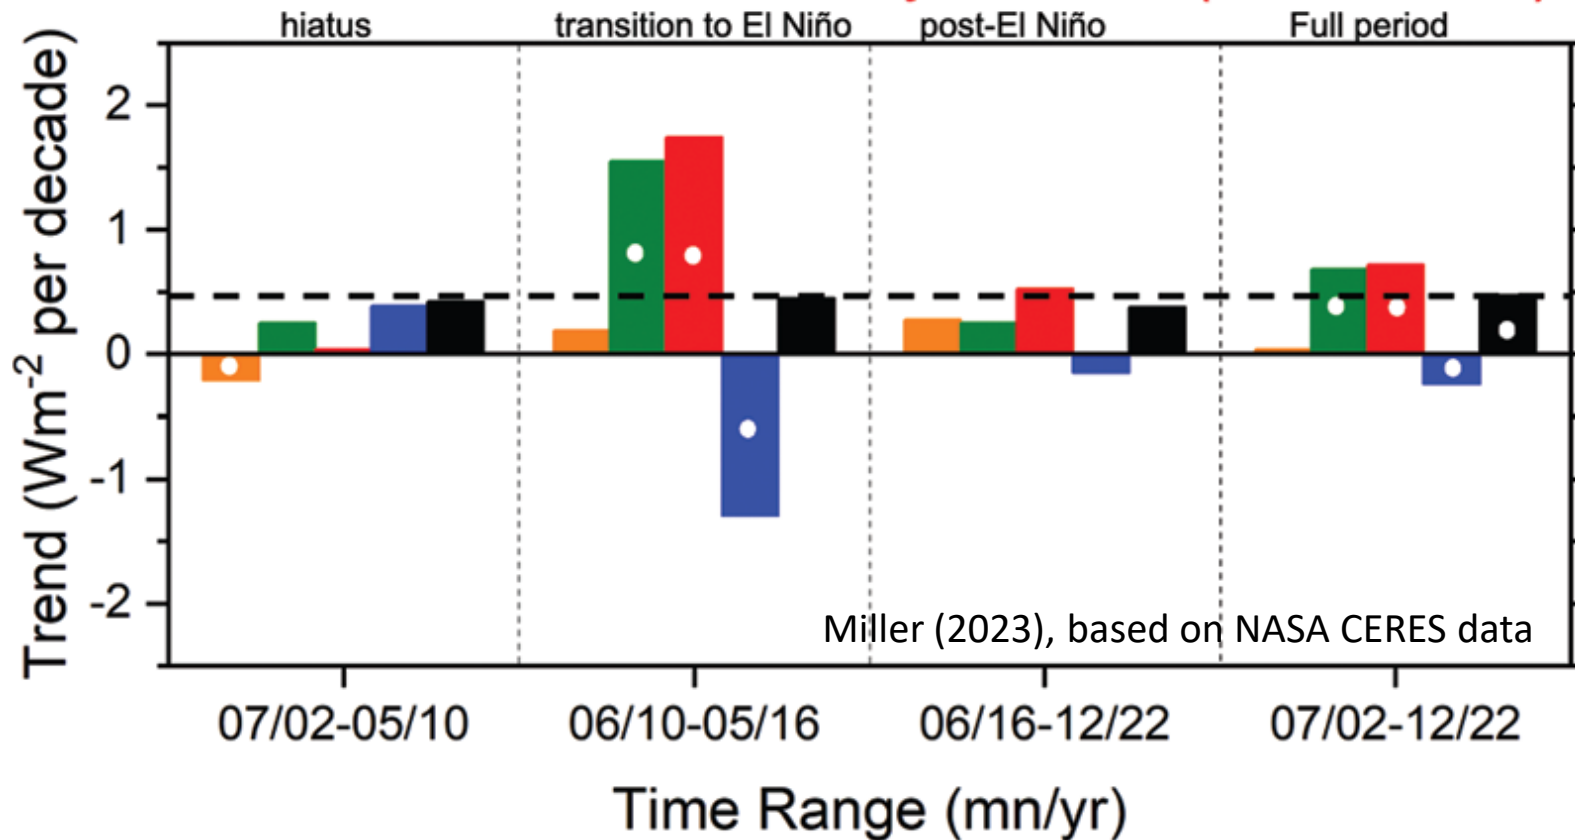 hiatus transition to El Niño post-El Niño Full period
Trend (Wm-2 per decade)
2
1
0
-1
-2
Miller (2023), based on NASA CERES data
07/02-05/10 06/10-05/16 06/16-12/22 07/02-12/22
Time Range (mn/yr)